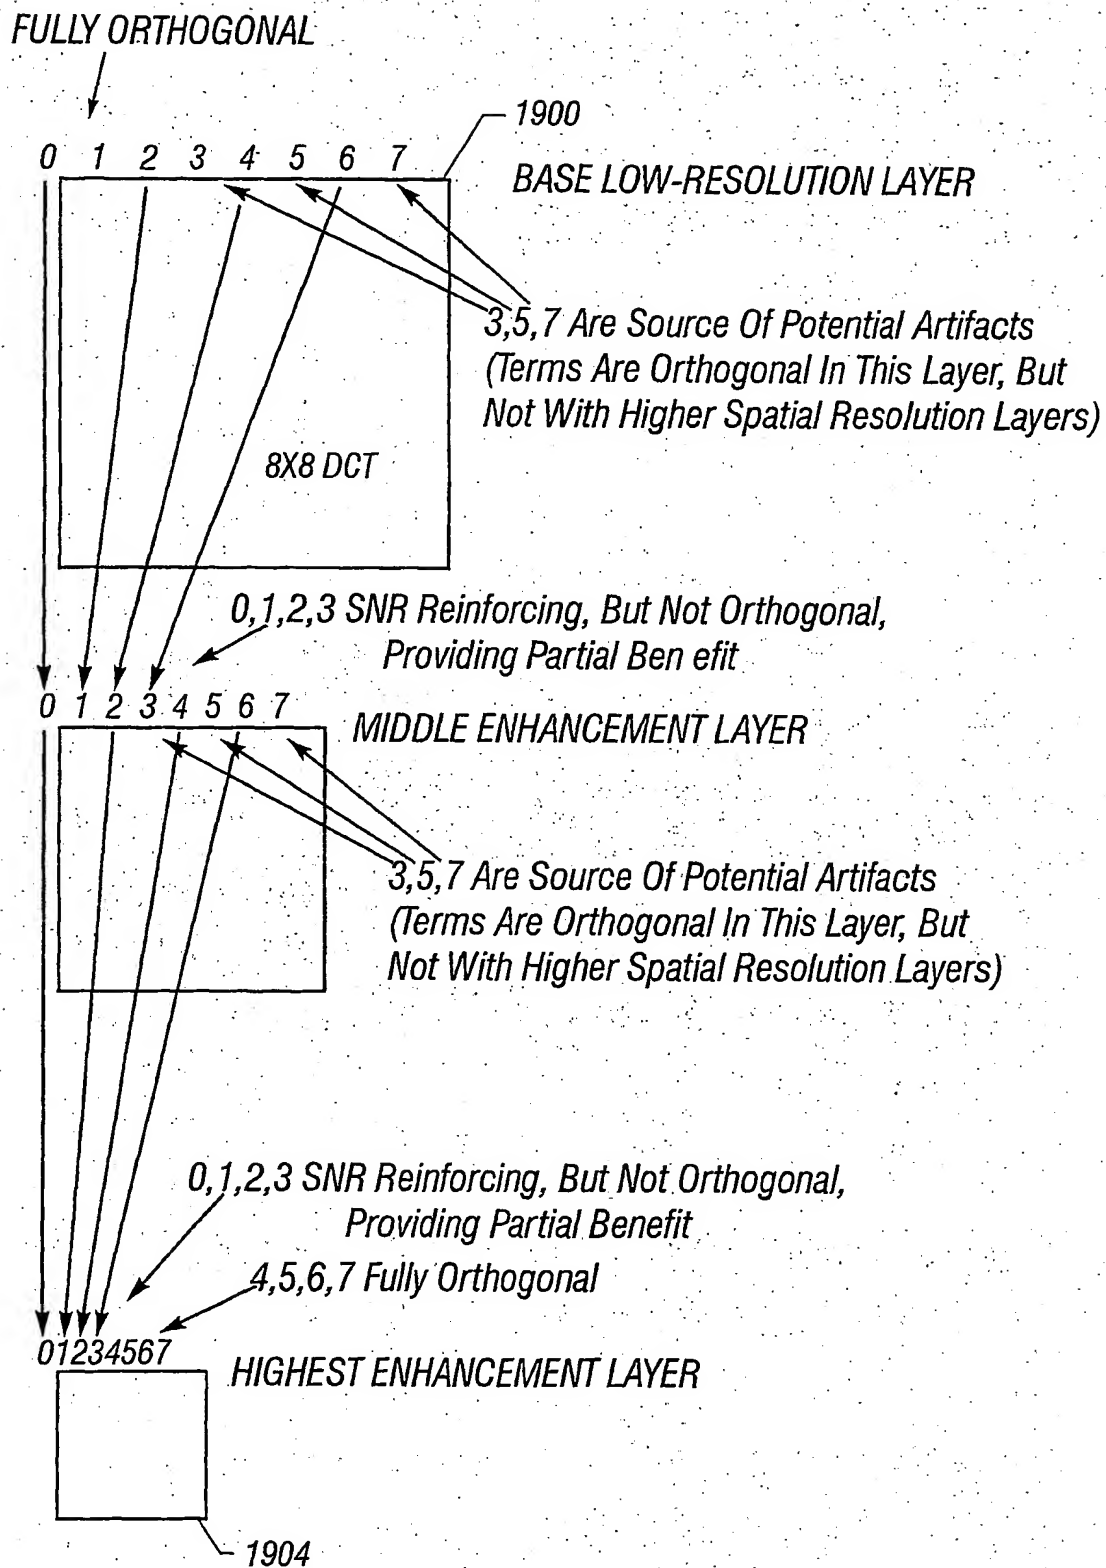 FULLY ORTHOGONAL
1900
0 1 2 3 4 5 6 7
BASE LOW-RESOLUTION LAYER
3,5,7 Are Source Of Potential Artifacts
(Terms Are Orthogonal In This Layer, But
Not With Higher Spatial Resolution Layers)
8X8 DCT
0,1,2,3 SNR Reinforcing, But Not Orthogonal,
Providing Partial Ben efit
0 1 2 3 4 5 6 7
MIDDLE ENHANCEMENT LAYER
3,5,7 Are Source Of Potential Artifacts
(Terms Are Orthogonal In This Layer, But
Not With Higher Spatial Resolution Layers)
0,1,2,3 SNR Reinforcing, But Not Orthogonal,
Providing Partial Benefit
4,5,6,7 Fully Orthogonal
01234567
HIGHEST ENHANCEMENT LAYER
1904